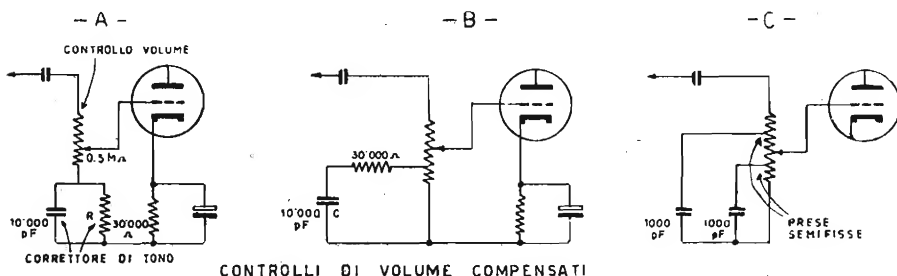 - A -
CONTROLLO VOLUME
0.5 MΩ
10'000 pF
R
30'000 Ω
CORRETTORE DI TONO
- B -
30'000 Ω
10'000 pF
C
- C -
1000 pF
1000 pF
PRESE SEMIFISSE
CONTROLLI DI VOLUME COMPENSATI